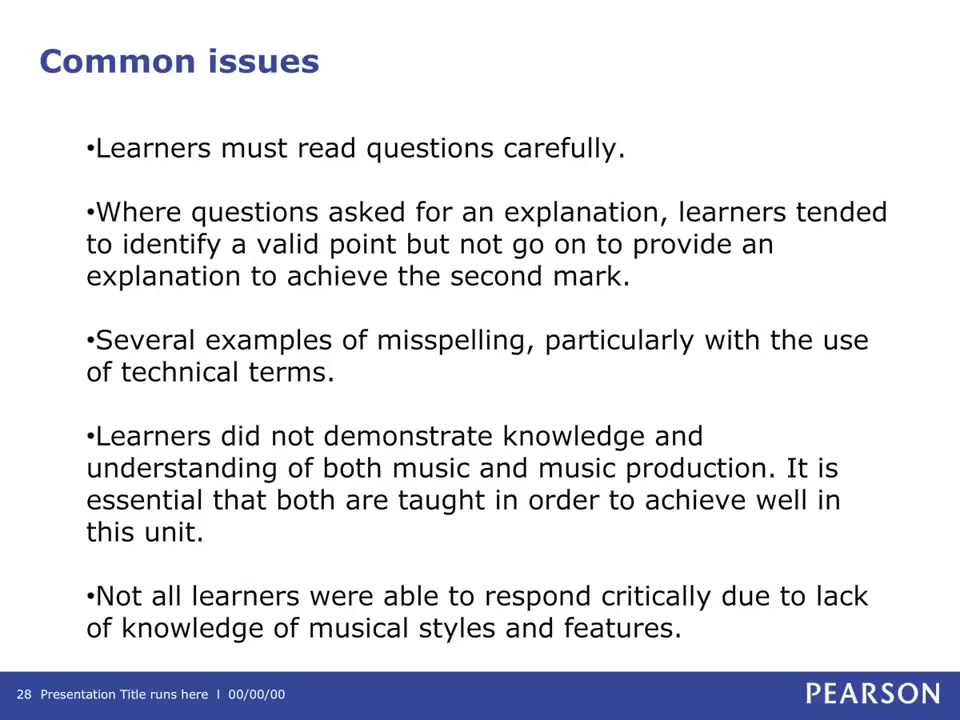 Common issues
•Learners must read questions carefully.
•Where questions asked for an explanation, learners tended
to identify a valid point but not go on to provide an
explanation to achieve the second mark.
•Several examples of misspelling, particularly with the use
of technical terms.
•Learners did not demonstrate knowledge and
understanding of both music and music production. It is
essential that both are taught in order to achieve well in
this unit.
•Not all learners were able to respond critically due to lack
of knowledge of musical styles and features.
28 Presentation Title runs here l 00/00/00
PEARSON